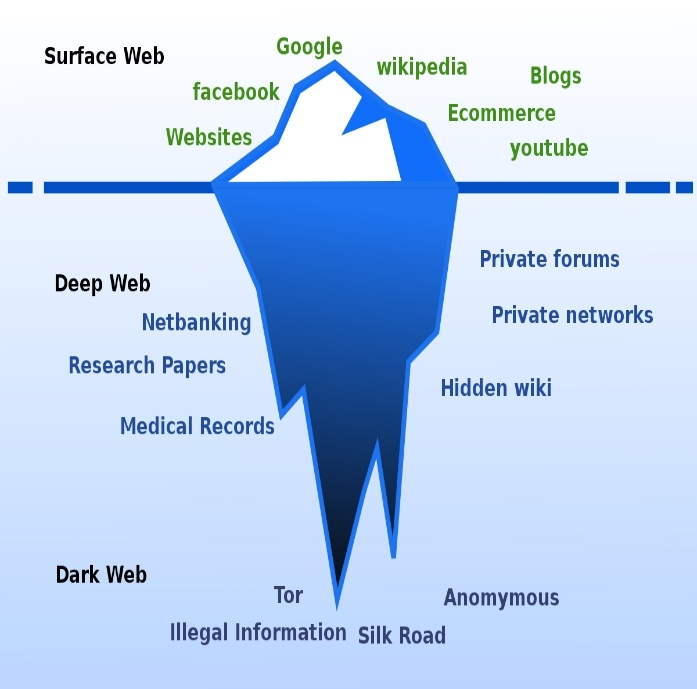 Surface Web
Google
wikipedia
Blogs
facebook
Ecommerce
Websites
youtube
Private forums
Deep Web
Private networks
Netbanking
Research Papers
Hidden wiki
Medical Records
Dark Web
Tor
Anomymous
Illegal Information
Silk Road